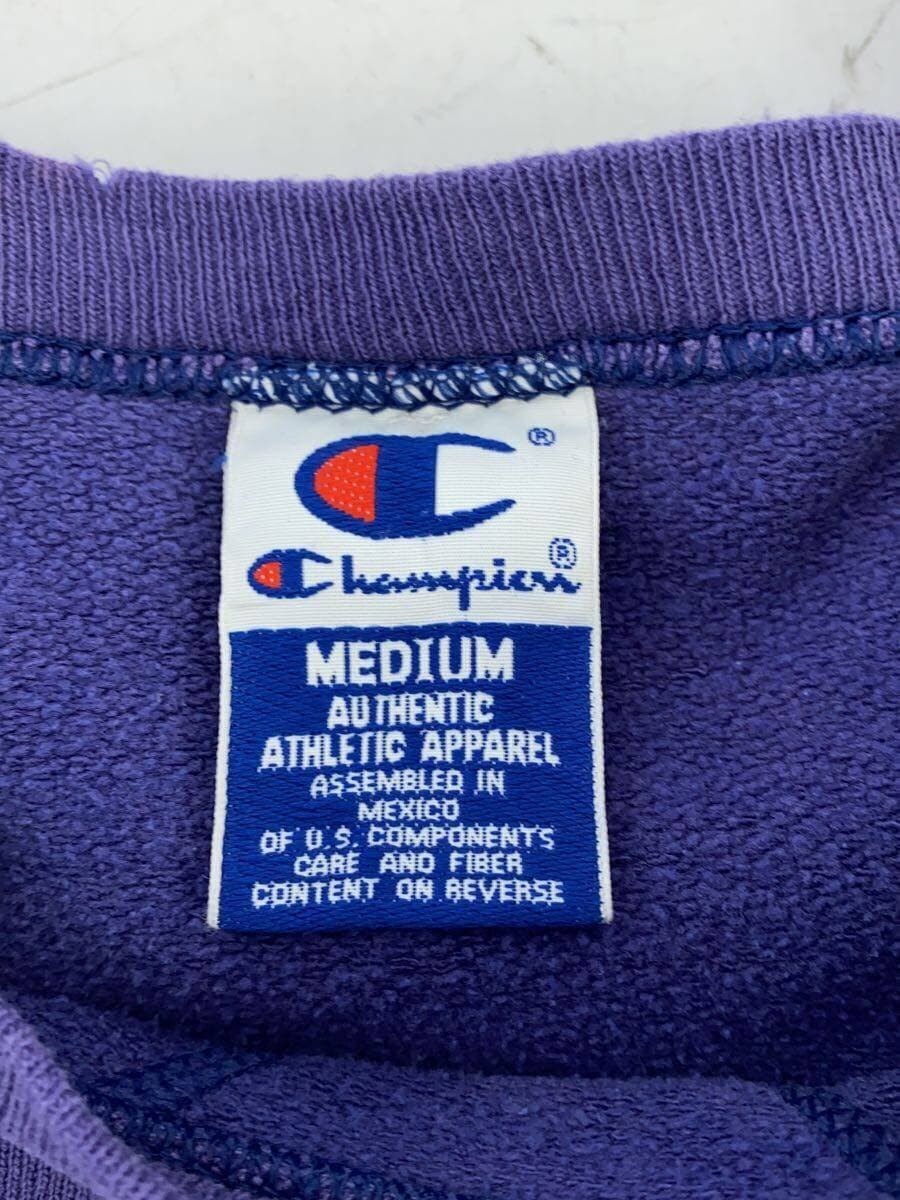 ®
Champion®
MEDIUM
AUTHENTIC
ATHLETIC APPAREL
ASSEMBLED IN
MEXICO
OF U.S. COMPONENTS
CARE AND FIBER
CONTENT ON REVERSE